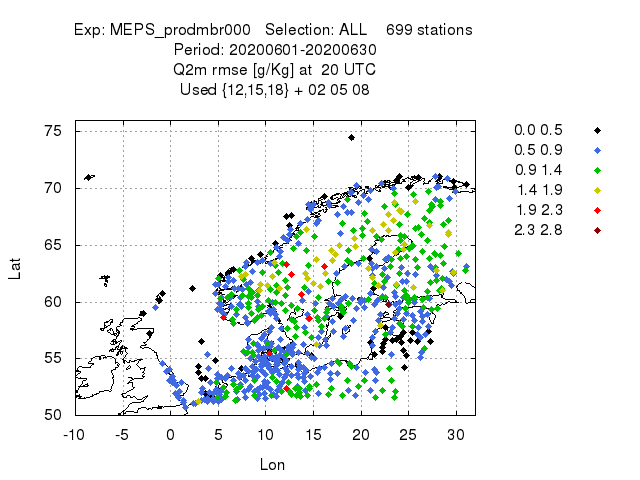 Exp: MEPS_prodmbr000 Selection: ALL 699 stations
Period: 20200601-20200630
Q2m rmse [g/Kg] at 20 UTC
Used {12,15,18} + 02 05 08
75
70
65
60
55
50
Lat
-10 -5 0 5 10 15 20 25 30
Lon
0.0 0.5
0.5 0.9
0.9 1.4
1.4 1.9
1.9 2.3
2.3 2.8